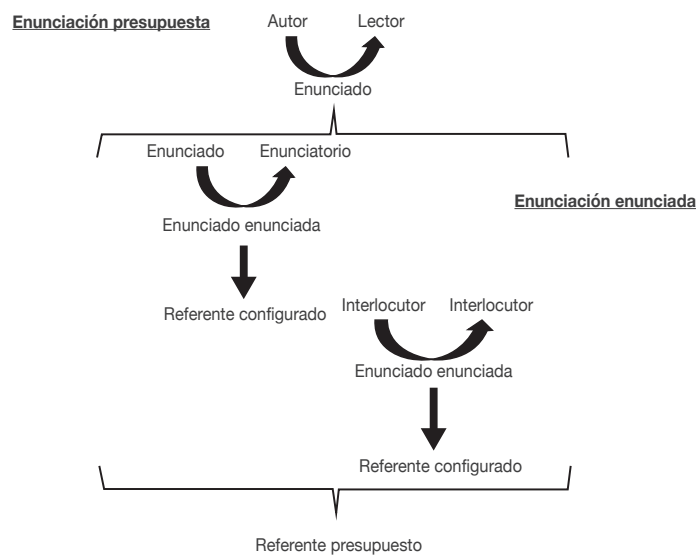 Enunciación presupuesta
Autor Lector
Enunciado
Enunciado Enunciatorio
Enunciación enunciada
Enunciado enunciada
Referente configurado
Interlocutor Interlocutor
Enunciado enunciada
Referente configurado
Referente presupuesto